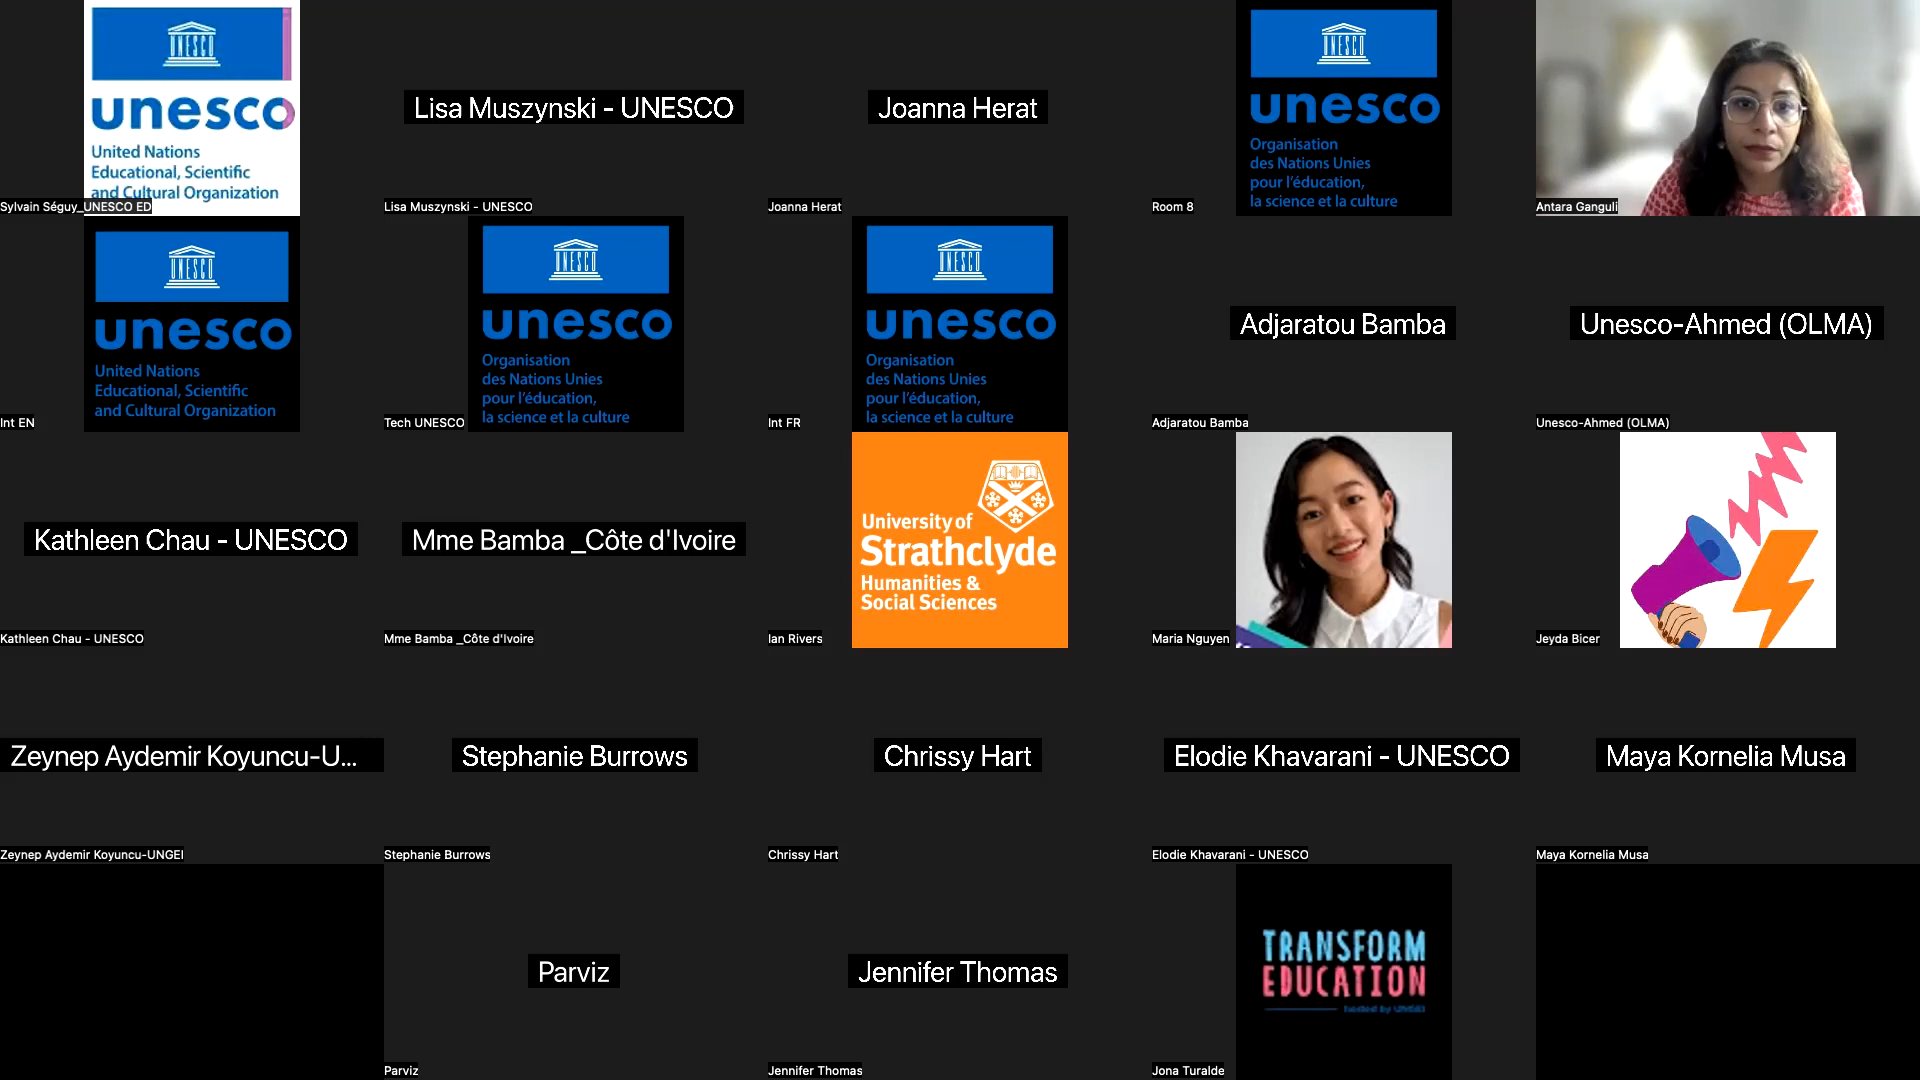 UNESCO
unesco
United Nations
Educational, Scientific
and Cultural Organization
Sylvain Séguy_UNESCO ED
Lisa Muszynski - UNESCO
Lisa Muszynski - UNESCO
Joanna Herat
Joanna Herat
UNESCO
unesco
Organisation
des Nations Unies
pour l'éducation,
la science et la culture
Room 8
Antara Ganguli
UNESCO
unesco
United Nations
Educational, Scientific
and Cultural Organization
Int EN
UNESCO
unesco
Organisation
des Nations Unies
pour l'éducation,
la science et la culture
Tech UNESCO
UNESCO
unesco
Organisation
des Nations Unies
pour l'éducation,
la science et la culture
Int FR
Adjaratou Bamba
Adjaratou Bamba
Unesco-Ahmed (OLMA)
Unesco-Ahmed (OLMA)
Kathleen Chau - UNESCO
Kathleen Chau - UNESCO
Mme Bamba _Côte d'Ivoire
Mme Bamba _Côte d'Ivoire
University of
Strathclyde
Humanities &
Social Sciences
Ian Rivers
Maria Nguyen
Jeyda Bicer
Zeynep Aydemir Koyuncu-U...
Zeynep Aydemir Koyuncu-UNGEI
Stephanie Burrows
Stephanie Burrows
Chrissy Hart
Chrissy Hart
Elodie Khavarani - UNESCO
Elodie Khavarani - UNESCO
Maya Kornelia Musa
Maya Kornelia Musa
Parviz
Parviz
Jennifer Thomas
Jennifer Thomas
TRANSFORM
EDUCATION
hosted by UNGEI
Jona Turalde